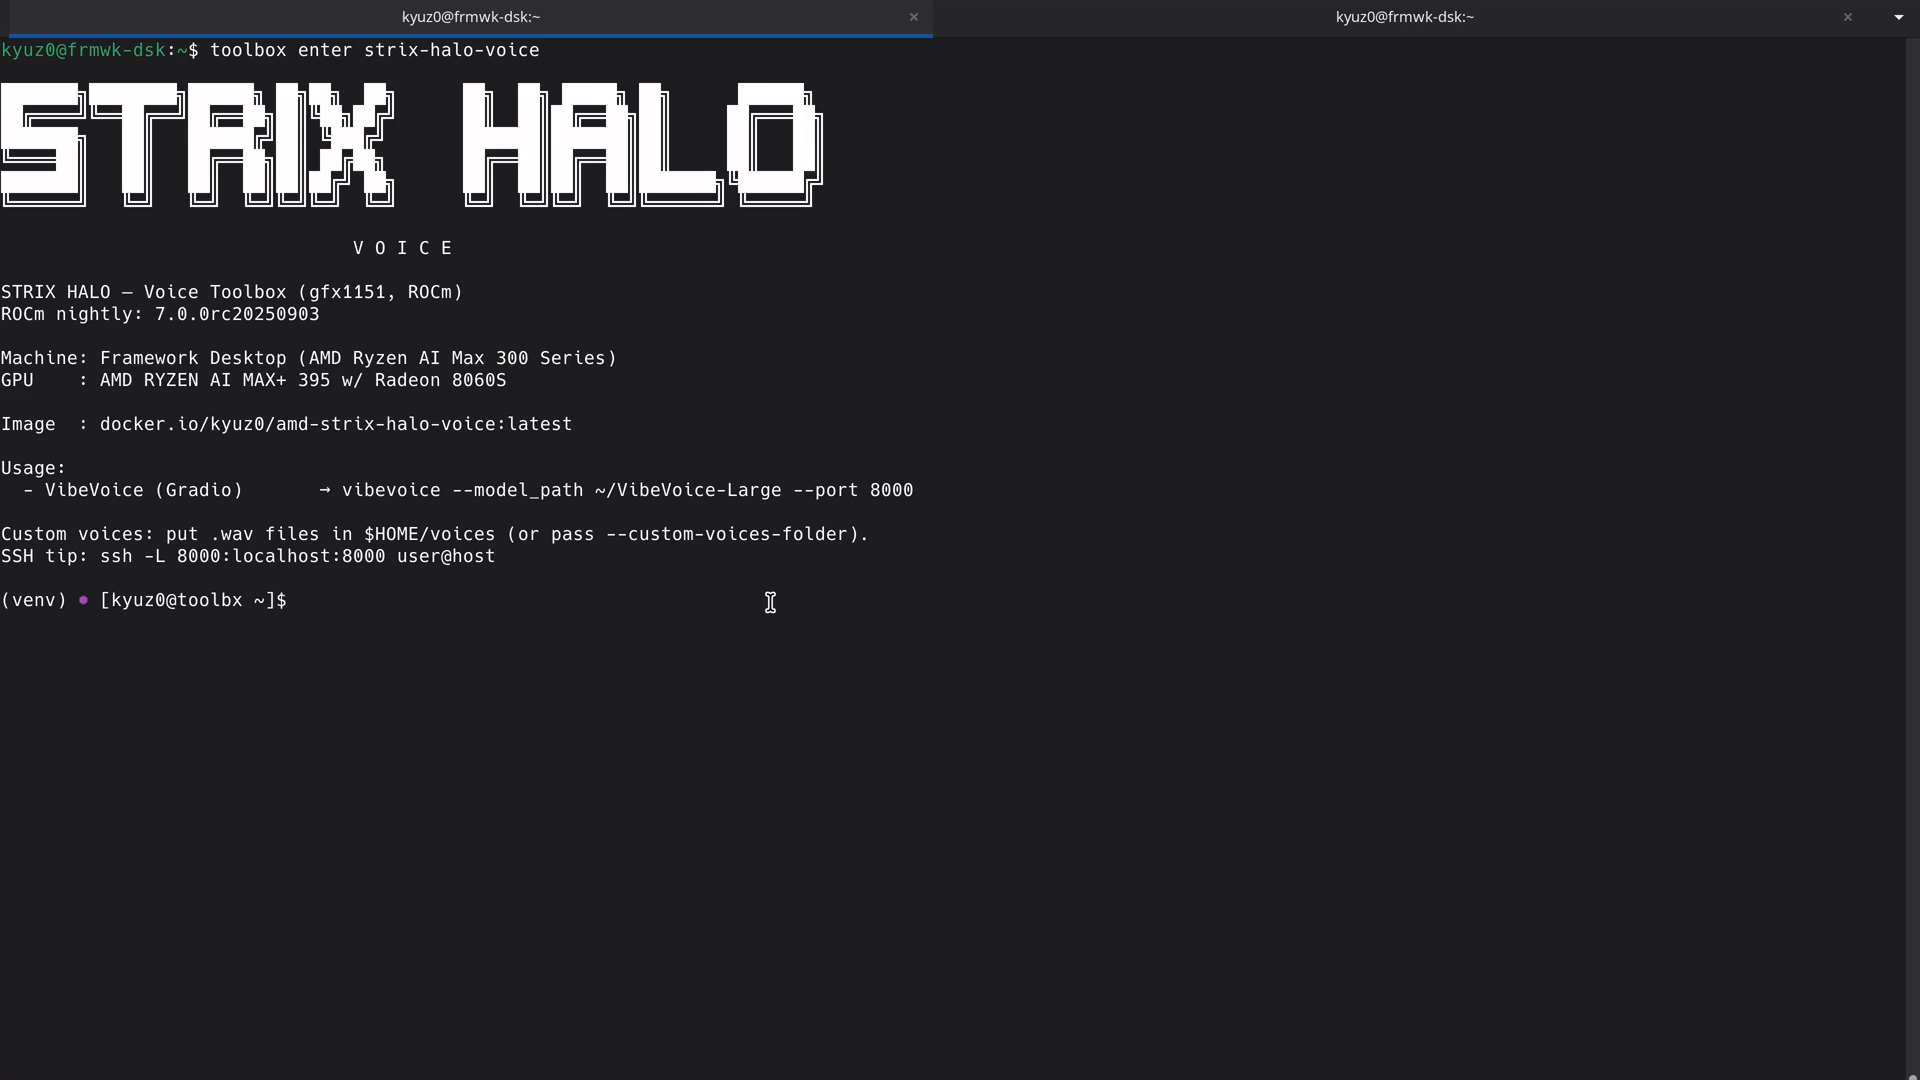 kyuz0@frmwk-dsk:~ × kyuz0@frmwk-dsk:~ ×
kyuz0@frmwk-dsk:~$ toolbox enter strix-halo-voice
STRIX HALO
V O I C E
STRIX HALO — Voice Toolbox (gfx1151, ROCm)
ROCm nightly: 7.0.0rc20250903
Machine: Framework Desktop (AMD Ryzen AI Max 300 Series)
GPU    : AMD RYZEN AI MAX+ 395 w/ Radeon 8060S
Image  : docker.io/kyuz0/amd-strix-halo-voice:latest
Usage:
  - VibeVoice (Gradio)       → vibevoice --model_path ~/VibeVoice-Large --port 8000
Custom voices: put .wav files in $HOME/voices (or pass --custom-voices-folder).
SSH tip: ssh -L 8000:localhost:8000 user@host
(venv) ⬢ [kyuz0@toolbx ~]$